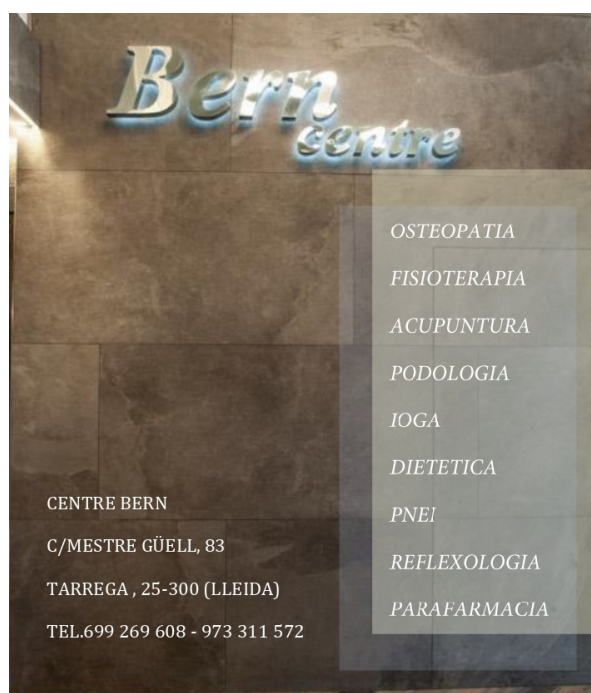 Bern
centre
OSTEOPATIA
FISIOTERAPIA
ACUPUNTURA
PODOLOGIA
IOGA
DIETETICA
PNEI
REFLEXOLOGIA
PARAFARMACIA
CENTRE BERN
C/MESTRE GÜELL, 83
TARREGA , 25-300 (LLEIDA)
TEL.699 269 608 - 973 311 572